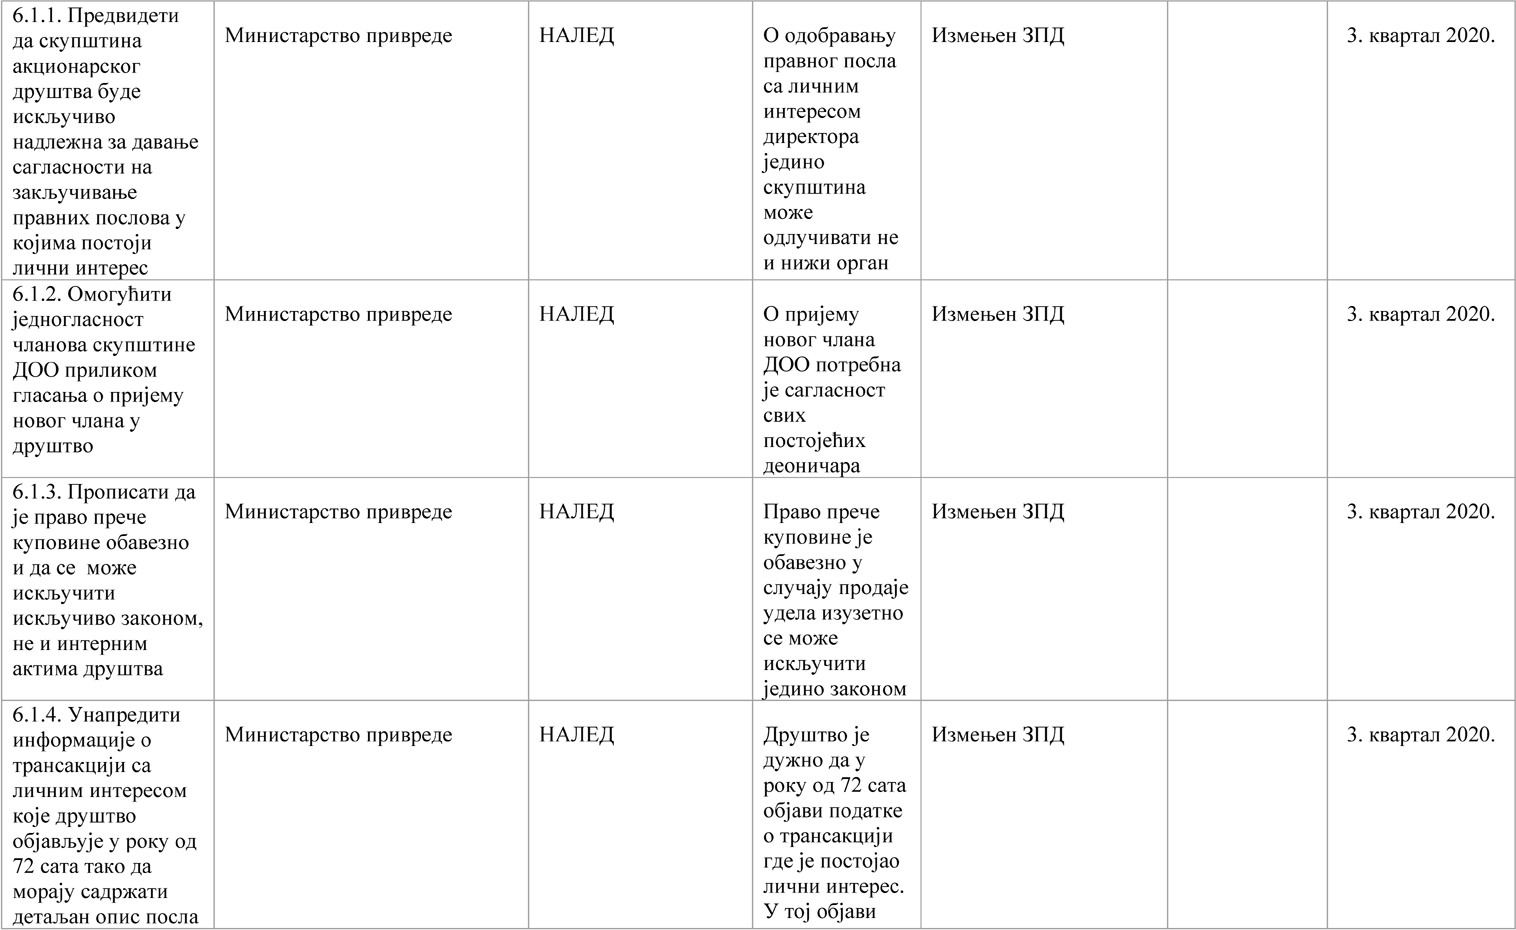 6.1.1. Предвидети
да скупштина
акционарског
друштва буде
искључиво
надлежна за давање
сагласности на
закључивање
правних послова у
којима постоји
лични интерес
Министарство привреде
НАЛЕД
О одобравању
правног посла
са личним
интересом
директора
једино
скупштина
може
одлучивати не
и нижи орган
Измењен ЗПД
3. квартал 2020.
6.1.2. Омогућити
једногласност
чланова скупштине
ДОО приликом
гласања о пријему
новог члана у
друштво
Министарство привреде
НАЛЕД
О пријему
новог члана
ДОО потребна
је сагласност
свих
постојећих
деоничара
Измењен ЗПД
3. квартал 2020.
6.1.3. Прописати да
је право прече
куповине обавезно
и да се  може
искључити
искључиво законом,
не и интерним
актима друштва
Министарство привреде
НАЛЕД
Право прече
куповине је
обавезно у
случају продаје
удела изузетно
се може
искључити
једино законом
Измењен ЗПД
3. квартал 2020.
6.1.4. Унапредити
информације о
трансакцији са
личним интересом
које друштво
објављује у року од
72 сата тако да
морају садржати
детаљан опис посла
Министарство привреде
НАЛЕД
Друштво је
дужно да у
року од 72 сата
објави податке
о трансакцији
где је постојао
лични интерес.
У тој објави
Измењен ЗПД
3. квартал 2020.